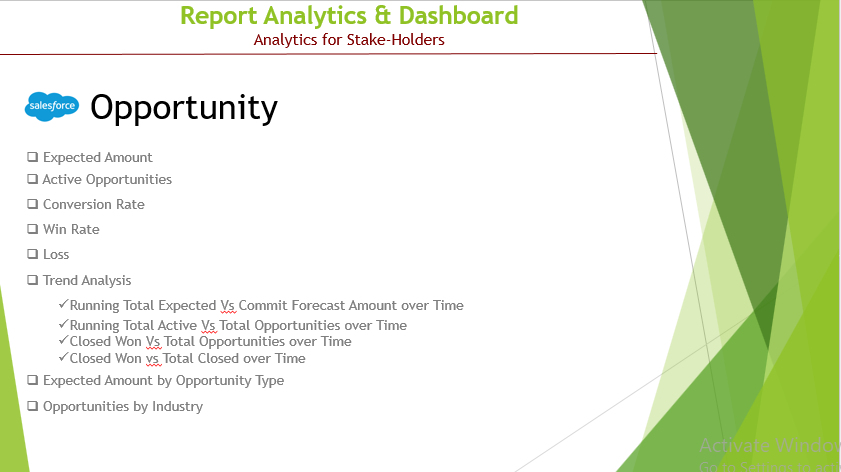 Report Analytics & Dashboard
Analytics for Stake-Holders
salesforce
Opportunity
❑ Expected Amount
❑ Active Opportunities
❑ Conversion Rate
❑ Win Rate
❑ Loss
❑ Trend Analysis
✓Running Total Expected Vs Commit Forecast Amount over Time
✓Running Total Active Vs Total Opportunities over Time
✓Closed Won Vs Total Opportunities over Time
✓Closed Won vs Total Closed over Time
❑ Expected Amount by Opportunity Type
❑ Opportunities by Industry
Activate Window